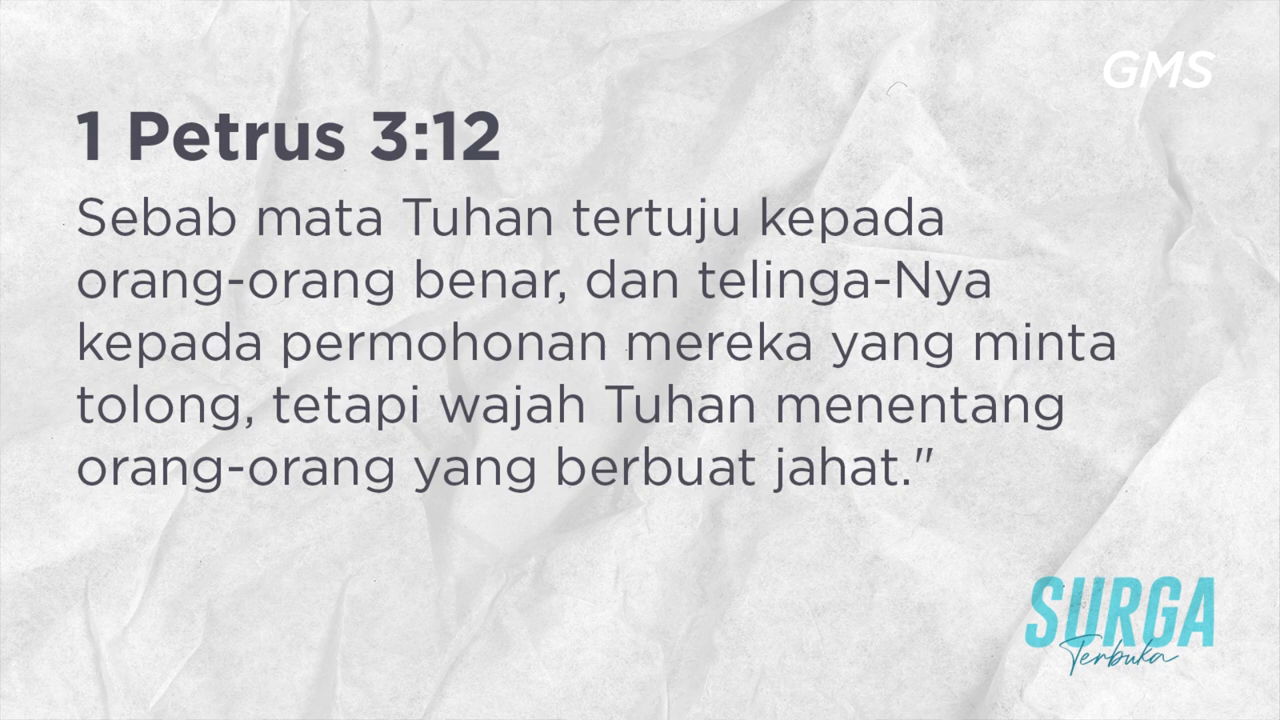 GMS
1 Petrus 3:12
Sebab mata Tuhan tertuju kepada
orang-orang benar, dan telinga-Nya
kepada permohonan mereka yang minta
tolong, tetapi wajah Tuhan menentang
orang-orang yang berbuat jahat."
SURGA
Terbuka